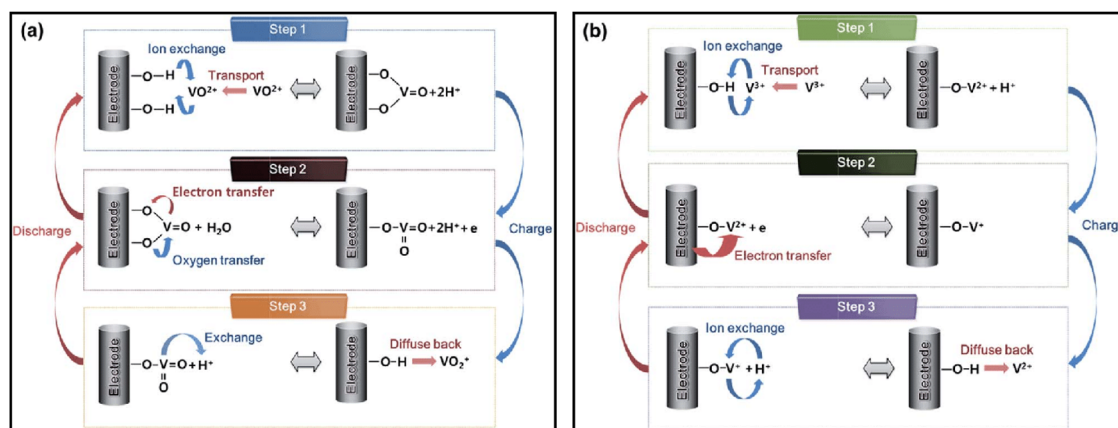 (a)
Step 1
Electrode
Ion exchange
–O–H
–O–H
VO²⁺
Transport
VO²⁺
Electrode
–O
–O
V=O+2H⁺
Step 2
Electrode
Electron transfer
–O
–O
V=O + H₂O
Oxygen transfer
Electrode
–O–V=O+2H⁺+e
O
Discharge
Charge
Step 3
Electrode
Exchange
–O–V=O+H⁺
O
Electrode
–O–H
Diffuse back
VO₂⁺
(b)
Step 1
Electrode
Ion exchange
–O–H
V³⁺
Transport
V³⁺
Electrode
–O–V²⁺+H⁺
Step 2
Electrode
–O–V²⁺+e
Electron transfer
Electrode
–O–V⁺
Discharge
Charge
Step 3
Electrode
Ion exchange
–O–V⁺ +H⁺
Electrode
–O–H
Diffuse back
V²⁺